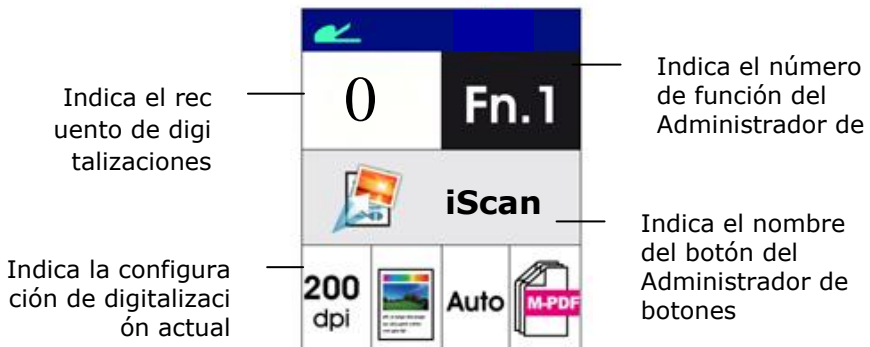 Indica el rec
uento de digi
talizaciones
0
Fn.1
Indica el número
de función del
Administrador de
iScan
Indica el nombre
del botón del
Administrador de
botones
Indica la configura
ción de digitalizaci
ón actual
200
dpi
Auto
M-PDF